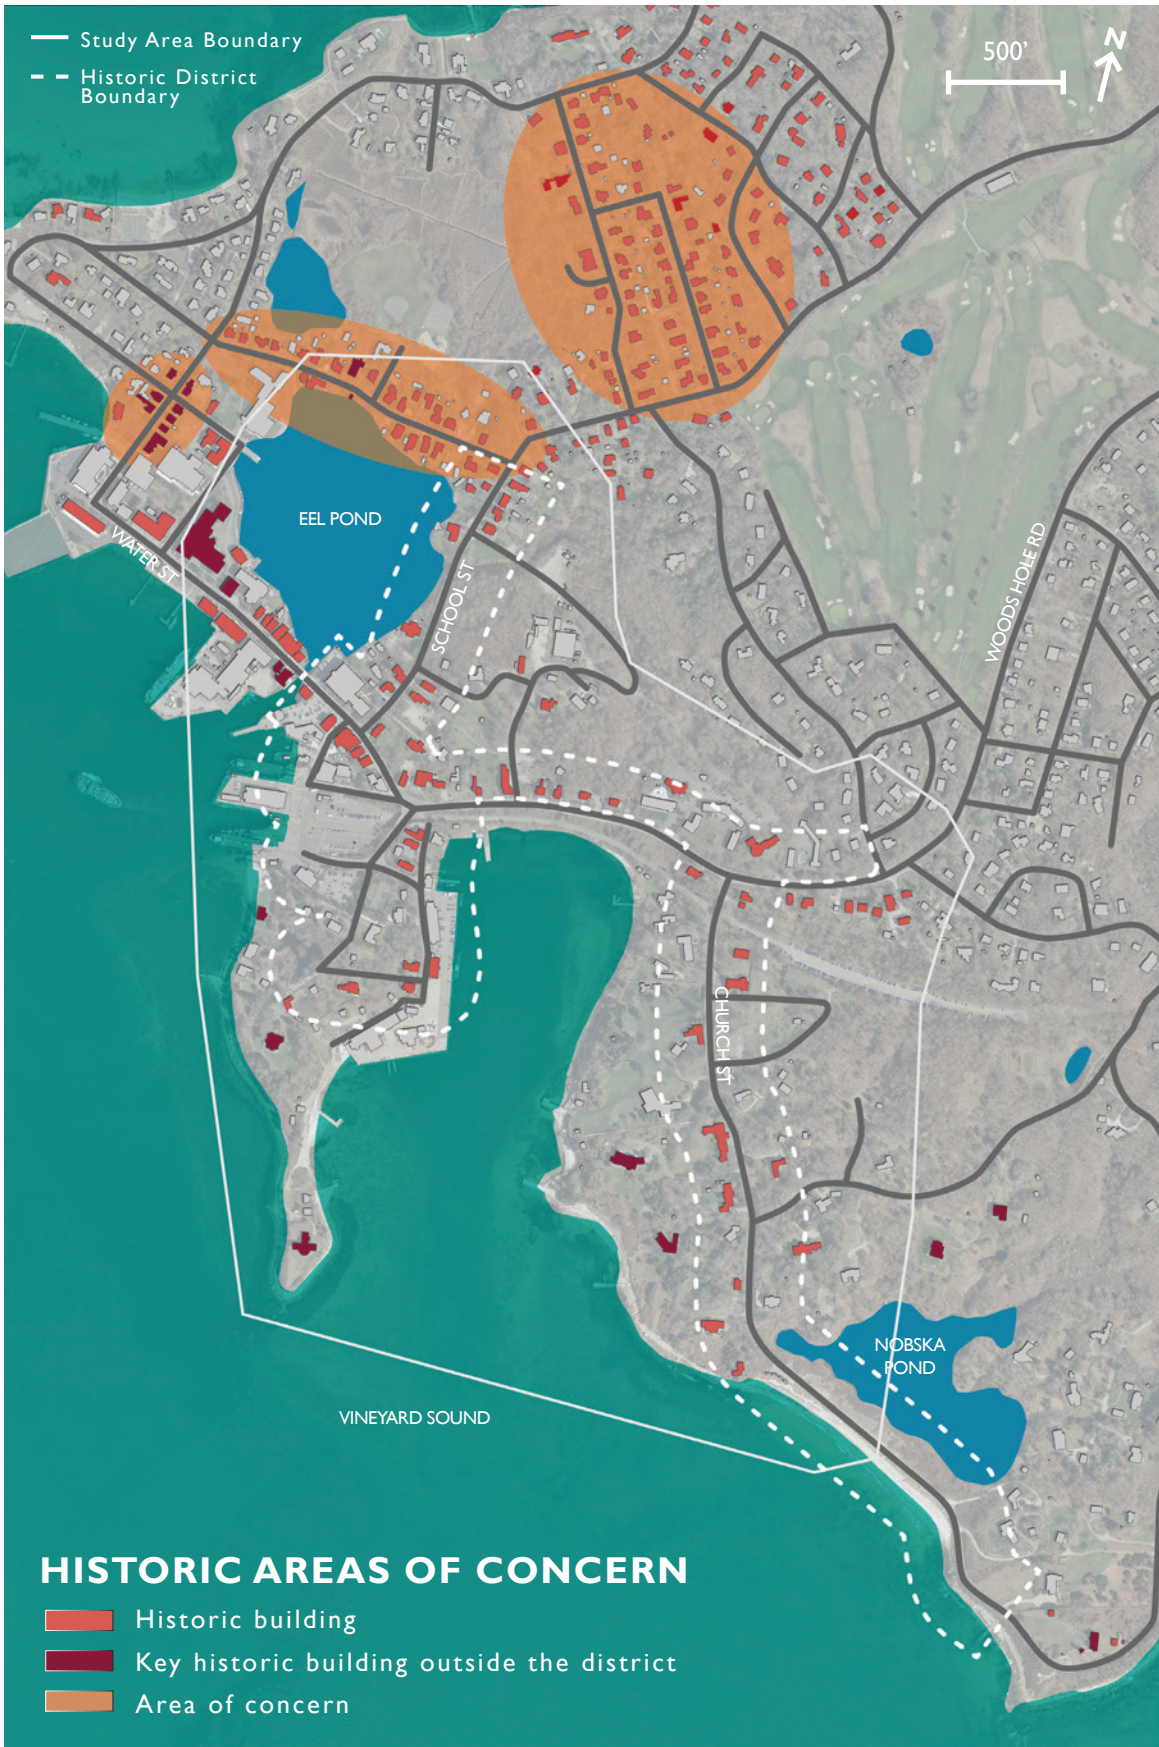 Study Area Boundary
Historic District
Boundary
500'
N
EEL POND
WATER ST
SCHOOL ST
WOODS HOLE RD
CHURCH ST
NOBSKA
POND
VINEYARD SOUND
HISTORIC AREAS OF CONCERN
Historic building
Key historic building outside the district
Area of concern